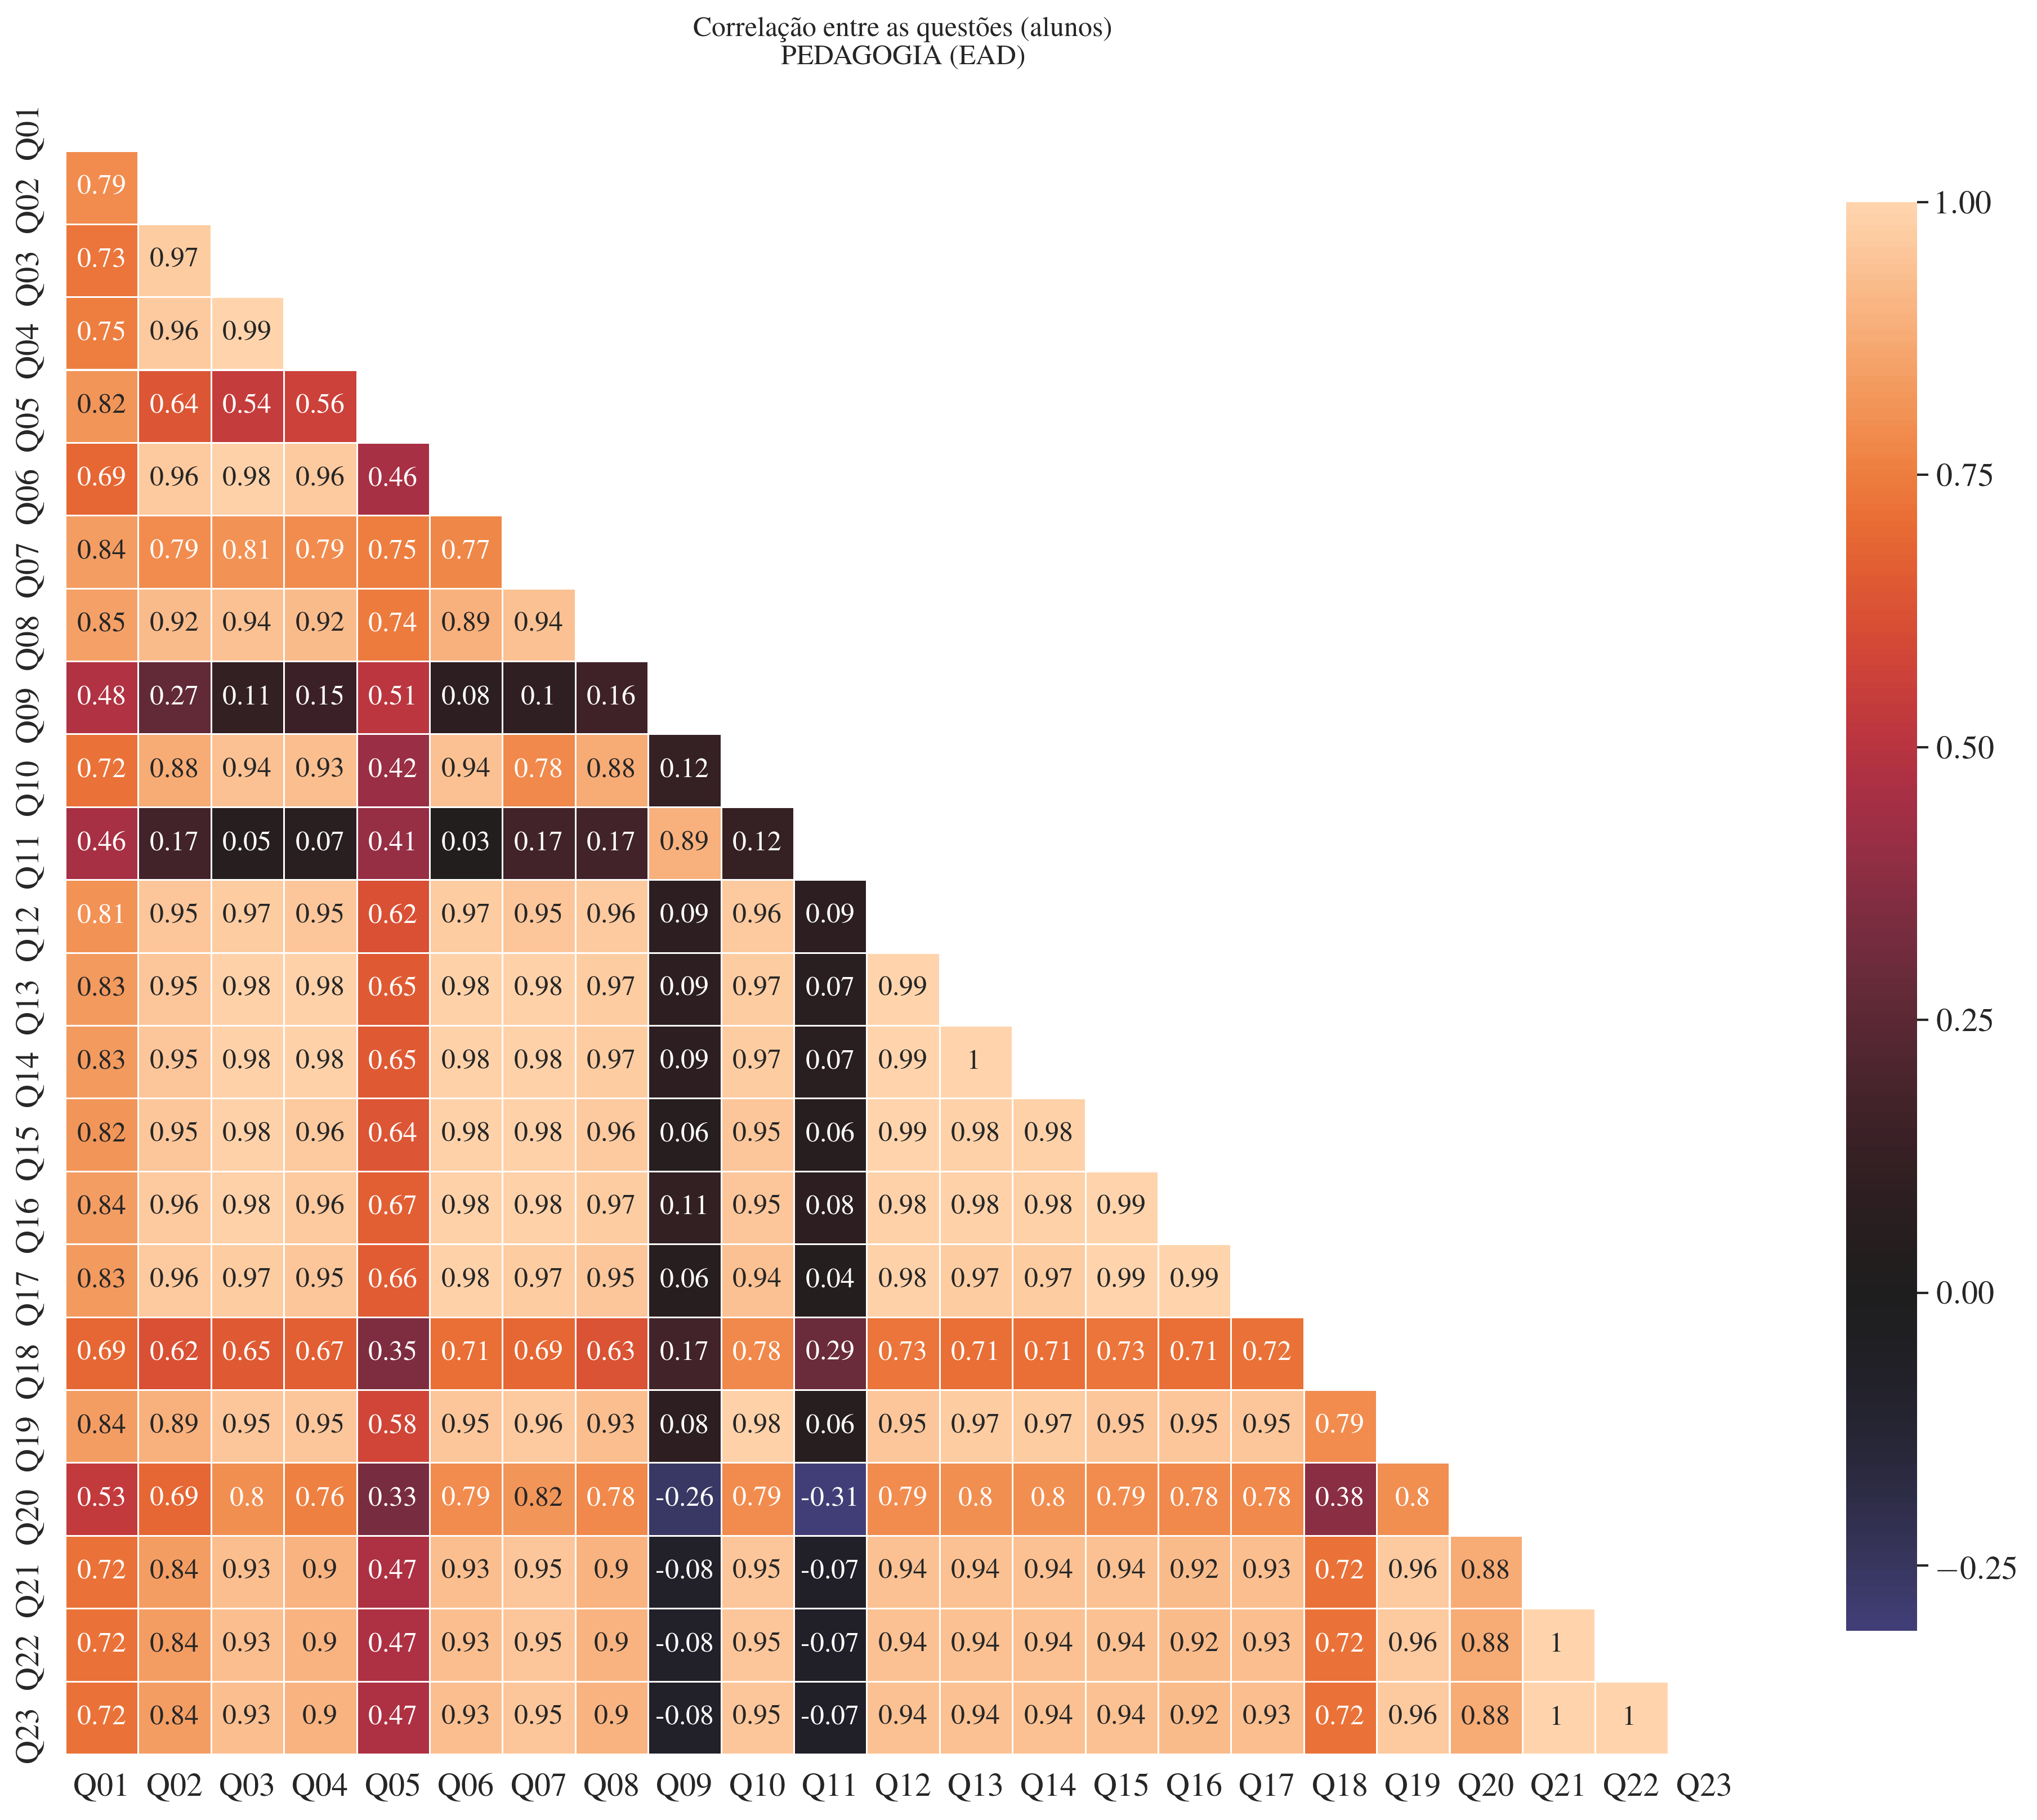 Correlação entre as questões (alunos)
PEDAGOGIA (EAD)
Q01
Q02 0.79
Q03 0.73 0.97
Q04 0.75 0.96 0.99
Q05 0.82 0.64 0.54 0.56
Q06 0.69 0.96 0.98 0.96 0.46
Q07 0.84 0.79 0.81 0.79 0.75 0.77
Q08 0.85 0.92 0.94 0.92 0.74 0.89 0.94
Q09 0.48 0.27 0.11 0.15 0.51 0.08 0.1 0.16
Q10 0.72 0.88 0.94 0.93 0.42 0.94 0.78 0.88 0.12
Q11 0.46 0.17 0.05 0.07 0.41 0.03 0.17 0.17 0.89 0.12
Q12 0.81 0.95 0.97 0.95 0.62 0.97 0.95 0.96 0.09 0.96 0.09
Q13 0.83 0.95 0.98 0.98 0.65 0.98 0.98 0.97 0.09 0.97 0.07 0.99
Q14 0.83 0.95 0.98 0.98 0.65 0.98 0.98 0.97 0.09 0.97 0.07 0.99 1
Q15 0.82 0.95 0.98 0.96 0.64 0.98 0.98 0.96 0.06 0.95 0.06 0.99 0.98 0.98
Q16 0.84 0.96 0.98 0.96 0.67 0.98 0.98 0.97 0.11 0.95 0.08 0.98 0.98 0.98 0.99
Q17 0.83 0.96 0.97 0.95 0.66 0.98 0.97 0.95 0.06 0.94 0.04 0.98 0.97 0.97 0.99 0.99
Q18 0.69 0.62 0.65 0.67 0.35 0.71 0.69 0.63 0.17 0.78 0.29 0.73 0.71 0.71 0.73 0.71 0.72
Q19 0.84 0.89 0.95 0.95 0.58 0.95 0.96 0.93 0.08 0.98 0.06 0.95 0.97 0.97 0.95 0.95 0.95 0.79
Q20 0.53 0.69 0.8 0.76 0.33 0.79 0.82 0.78 -0.26 0.79 -0.31 0.79 0.8 0.8 0.79 0.78 0.78 0.38 0.8
Q21 0.72 0.84 0.93 0.9 0.47 0.93 0.95 0.9 -0.08 0.95 -0.07 0.94 0.94 0.94 0.94 0.92 0.93 0.72 0.96 0.88
Q22 0.72 0.84 0.93 0.9 0.47 0.93 0.95 0.9 -0.08 0.95 -0.07 0.94 0.94 0.94 0.94 0.92 0.93 0.72 0.96 0.88 1
Q23 0.72 0.84 0.93 0.9 0.47 0.93 0.95 0.9 -0.08 0.95 -0.07 0.94 0.94 0.94 0.94 0.92 0.93 0.72 0.96 0.88 1 1
Q01 Q02 Q03 Q04 Q05 Q06 Q07 Q08 Q09 Q10 Q11 Q12 Q13 Q14 Q15 Q16 Q17 Q18 Q19 Q20 Q21 Q22 Q23
1.00
0.75
0.50
0.25
0.00
−0.25